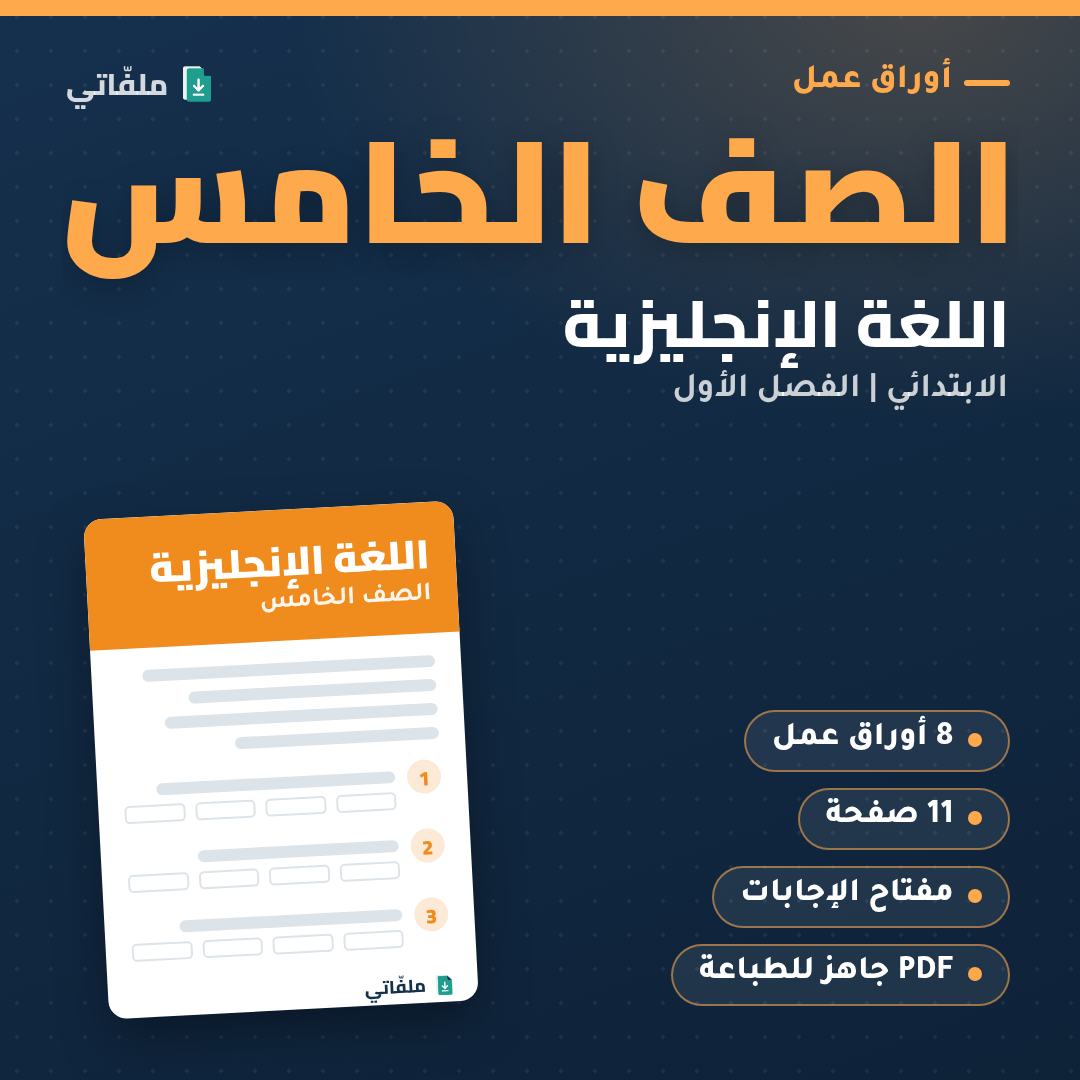 أوراق عمل
ملفّاتي
الصف الخامس
اللغة الإنجليزية
الابتدائي | الفصل الأول
اللغة الإنجليزية
الصف الخامس
1
2
3
ملفّاتي
8 أوراق عمل
11 صفحة
مفتاح الإجابات
PDF جاهز للطباعة